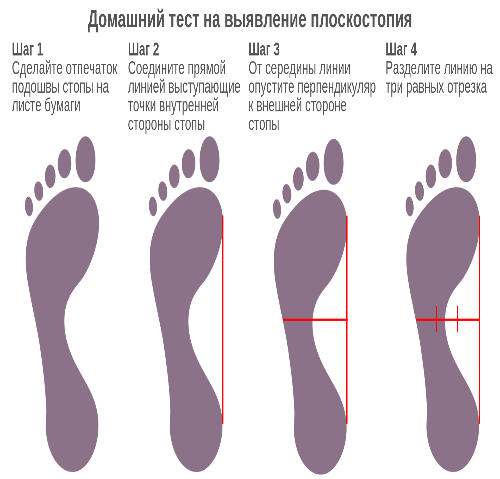 Домашний тест на выявление плоскостопия
Шаг 1
Сделайте отпечаток
подошвы стопы на
листе бумаги
Шаг 2
Соедините прямой
линией выступающие
точки внутренней
стороны стопы
Шаг 3
От середины линии
опустите перпендикуляр
к внешней стороне
стопы
Шаг 4
Разделите линию на
три равных отрезка